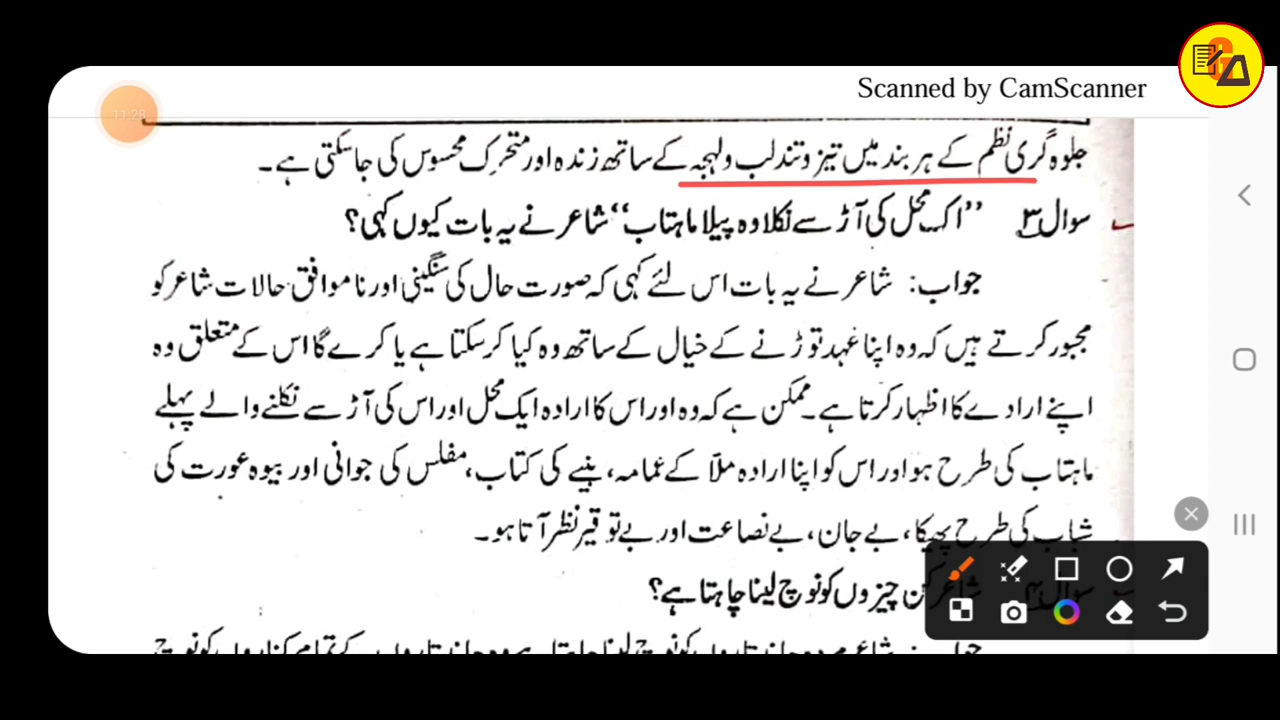 Scanned by CamScanner
11:28
جلوہ گری نظم کے ہر بند میں تیز و تند لب و لہجہ کے ساتھ زندہ اور متحرک محسوس کی جاسکتی ہے۔
سوال ۳ ”اک محل کی آڑ سے نکلا وہ پیلا ماہتاب“ شاعر نے یہ بات کیوں کہی؟
جواب: شاعر نے یہ بات اس لئے کہی کہ صورت حال کی سنگینی اور نا موافق حالات شاعر کو
مجبور کرتے ہیں کہ وہ اپنا عہد توڑنے کے خیال کے ساتھ وہ کیا کر سکتا ہے یا کرے گا اس کے متعلق وہ
اپنے ارادے کا اظہار کرتا ہے۔ ممکن ہے کہ وہ اور اس کا ارادہ ایک محل اور اس کی آڑ سے نکلنے والے پہلے
ماہتاب کی طرح ہو اور اس کو اپنا ارادہ ملّا کے عمامہ، بنیے کی کتاب، مفلس کی جوانی اور بیوہ عورت کی
شباب کی طرح پھیکا، بے جان، بے نصاعت اور بے توقیر نظر آتا ہو۔
کن چیزوں کو نوچ لینا چاہتا ہے؟